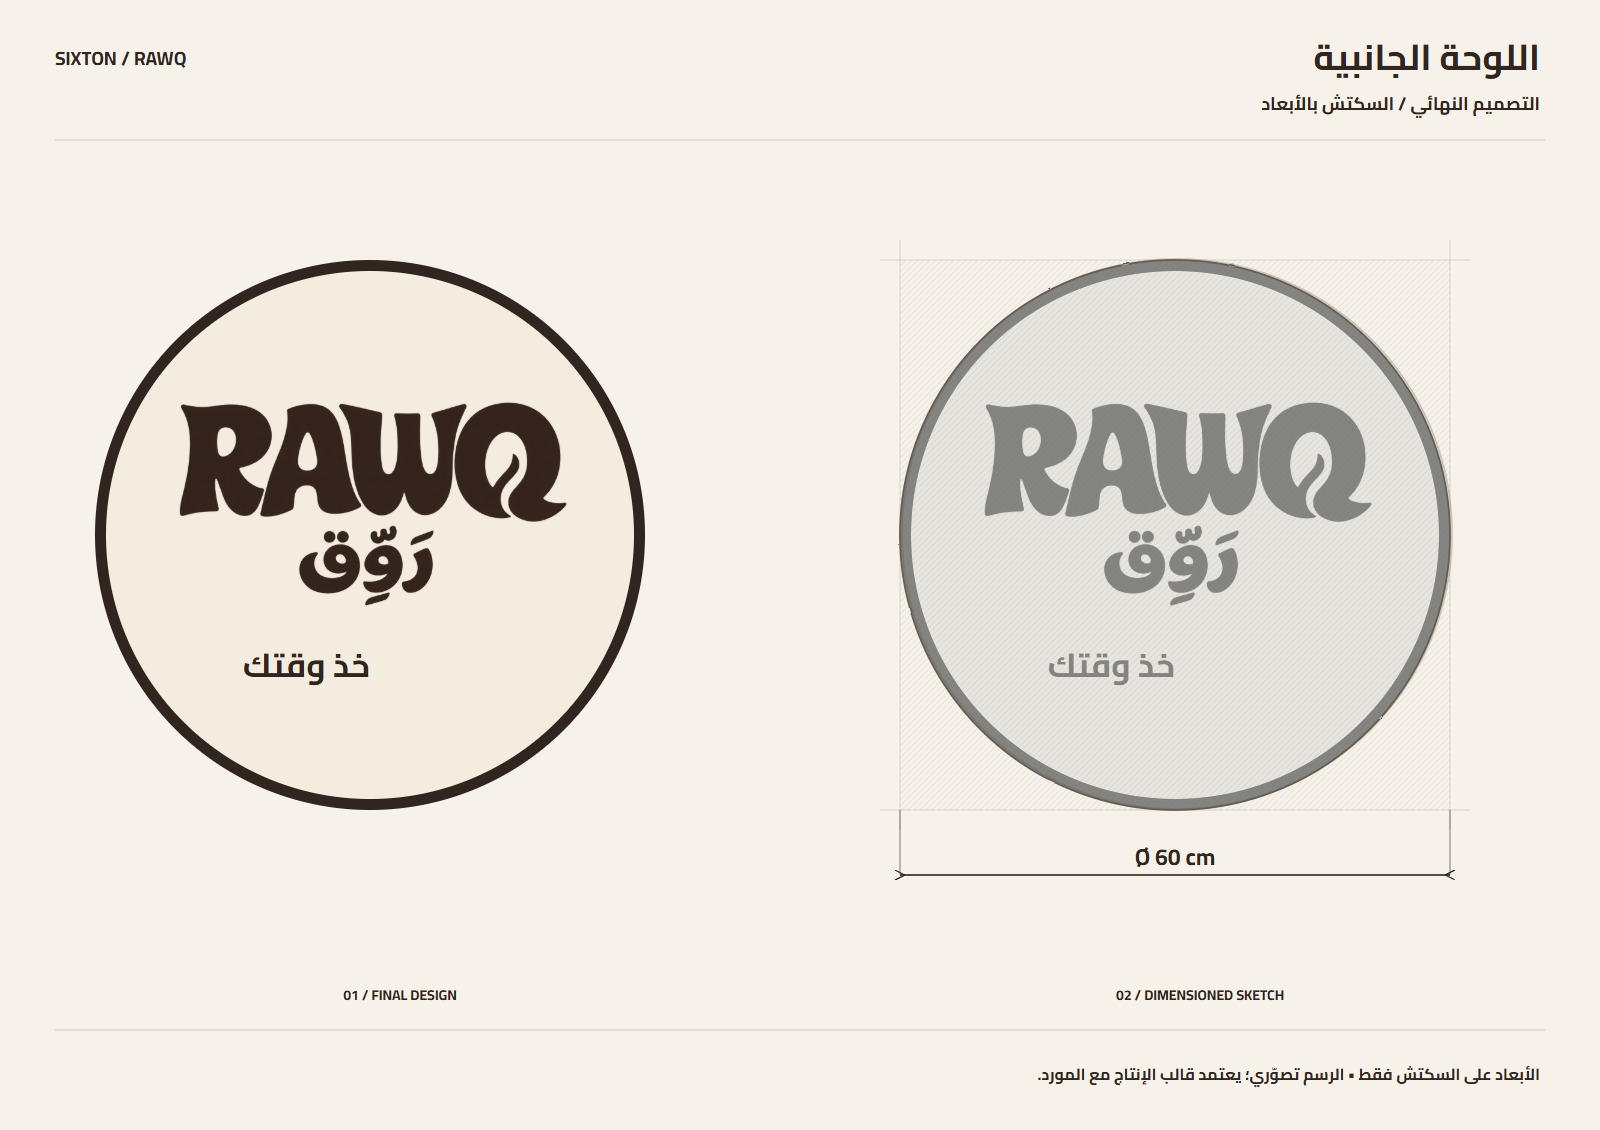 SIXTON / RAWQ
اللوحة الجانبية
التصميم النهائي / السكتش بالأبعاد
RAWQ
رَوِّق
خذ وقتك
RAWQ
رَوِّق
خذ وقتك
Ø 60 cm
01 / FINAL DESIGN
02 / DIMENSIONED SKETCH
الأبعاد على السكتش فقط • الرسم تصوّري؛ يعتمد قالب الإنتاج مع المورد.